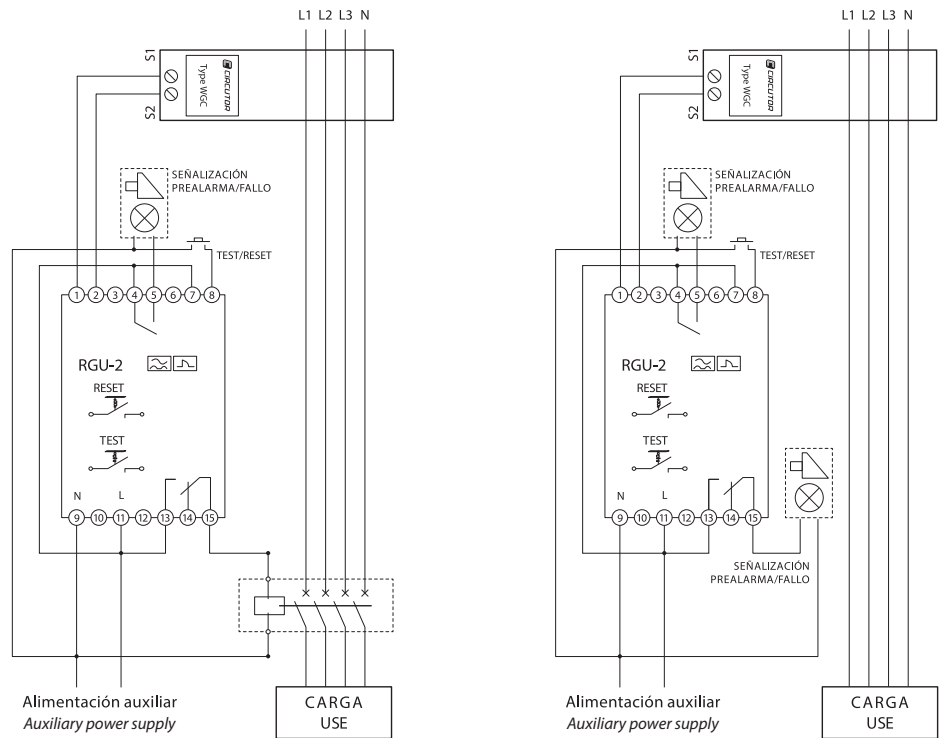 L1 L2 L3 N
S1
S2
CIRCUTOR
Type WGC
SEÑALIZACIÓN
PREALARMA/FALLO
TEST/RESET
1 2 3 4 5 6 7 8
RGU-2
RESET
TEST
N L
9 10 11 12 13 14 15
Alimentación auxiliar
Auxiliary power supply
CARGA
USE
L1 L2 L3 N
S1
S2
CIRCUTOR
Type WGC
SEÑALIZACIÓN
PREALARMA/FALLO
TEST/RESET
1 2 3 4 5 6 7 8
RGU-2
RESET
TEST
N L
9 10 11 12 13 14 15
SEÑALIZACIÓN
PREALARMA/FALLO
Alimentación auxiliar
Auxiliary power supply
CARGA
USE